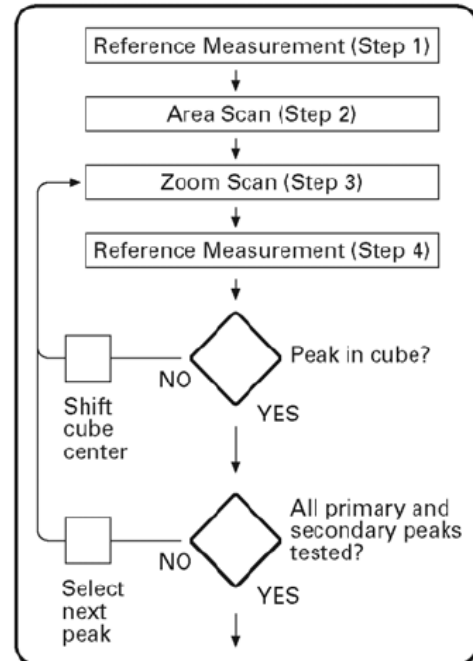 Reference Measurement (Step 1)
Area Scan (Step 2)
Zoom Scan (Step 3)
Reference Measurement (Step 4)
Peak in cube?
NO
YES
Shift
cube
center
All primary and
secondary peaks
tested?
NO
YES
Select
next
peak